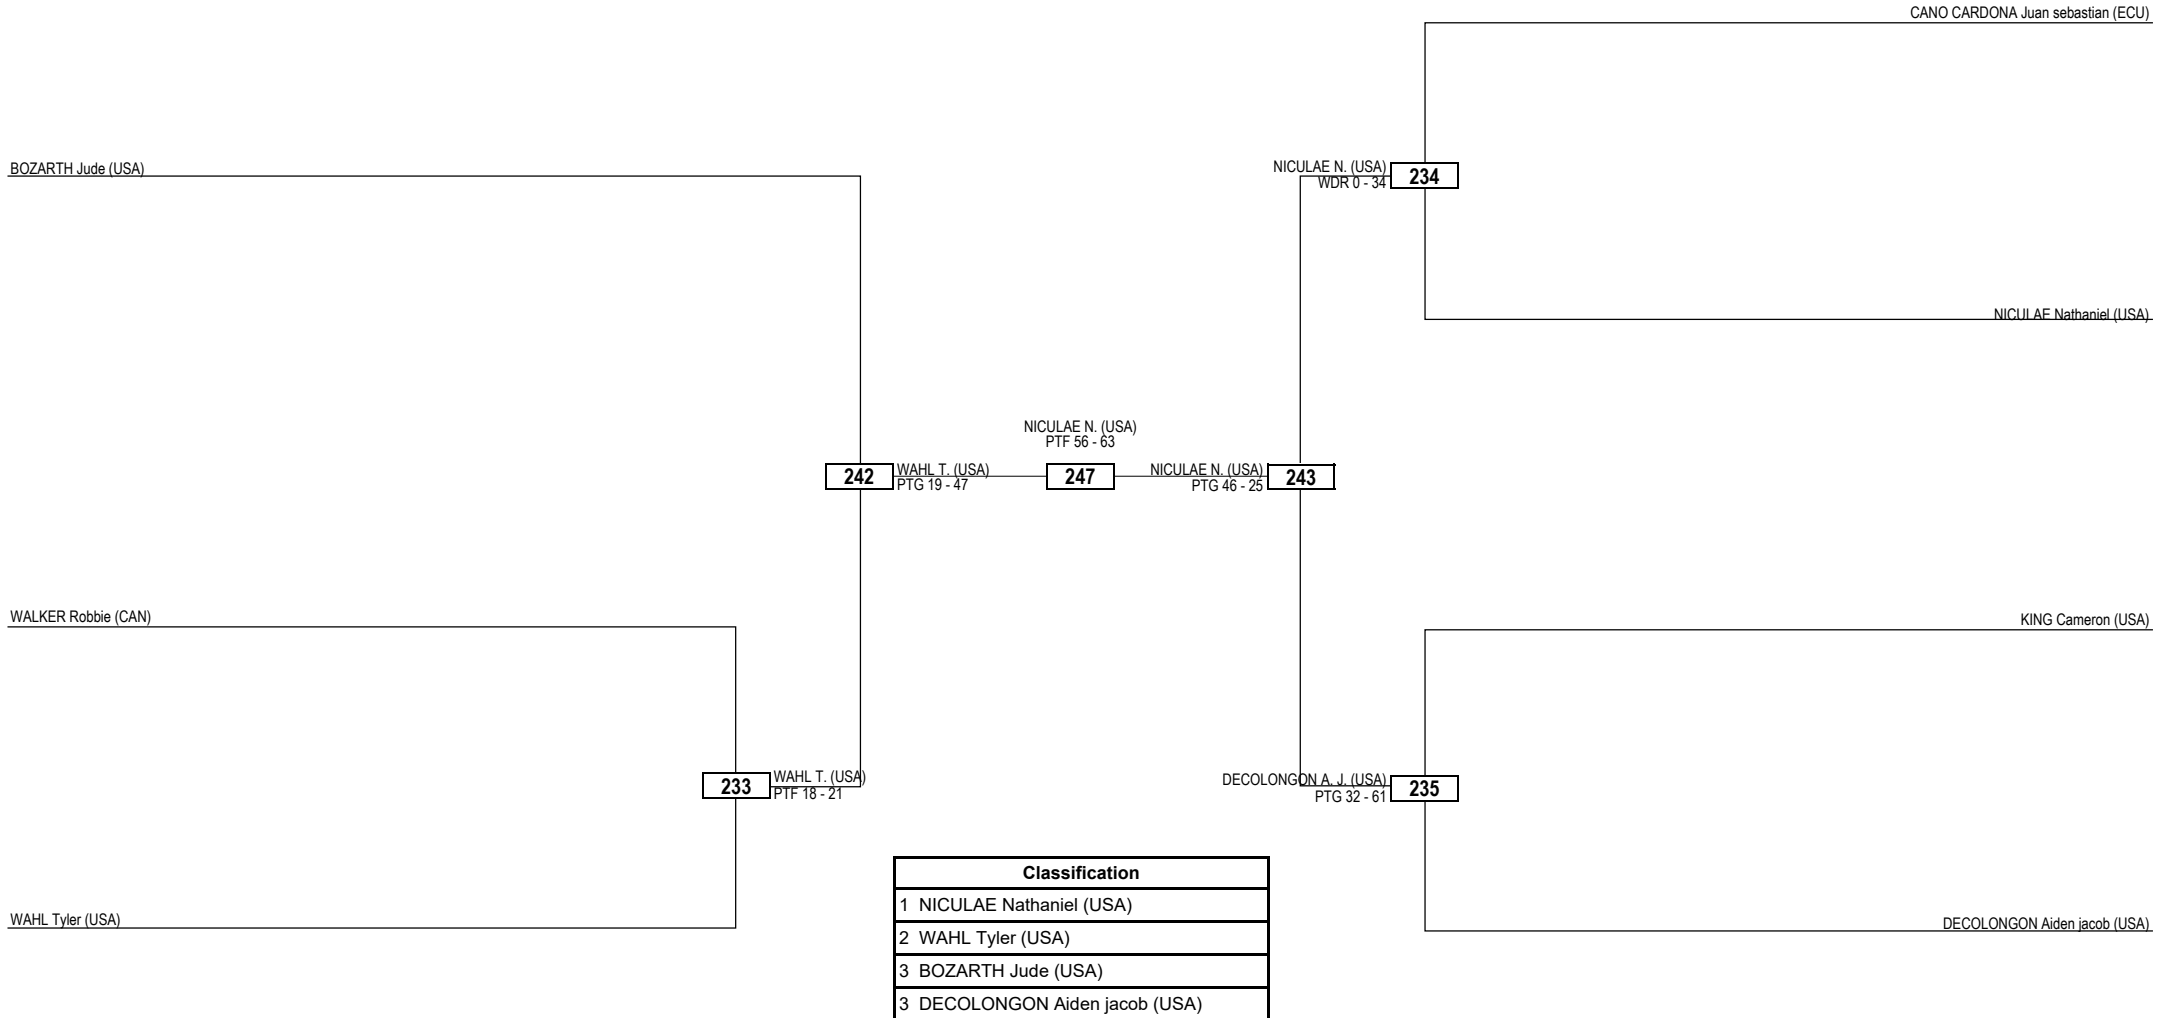 CANO CARDONA Juan sebastian (ECU)
BOZARTH Jude (USA)
NICULAE N. (USA)
WDR 0 - 34
234
NICULAE Nathaniel (USA)
NICULAE N. (USA)
PTF 56 - 63
242
WAHL T. (USA)
PTG 19 - 47
247
NICULAE N. (USA)
PTG 46 - 25
243
WALKER Robbie (CAN)
KING Cameron (USA)
233
WAHL T. (USA)
PTF 18 - 21
DECOLONGON A. J. (USA)
PTG 32 - 61
235
WAHL Tyler (USA)
DECOLONGON Aiden jacob (USA)
Classification
1 NICULAE Nathaniel (USA)
2 WAHL Tyler (USA)
3 BOZARTH Jude (USA)
3 DECOLONGON Aiden jacob (USA)